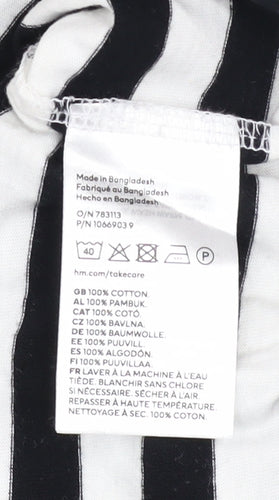 Made in Bangladesh
Fabriqué au Bangladesh
Hecho en Bangladesh
O/N 783113
P/N 1066903 9
40
P
hm.com/takecare
GB 100% COTTON.
AL 100% PAMBUK.
CAT 100% COTÓ.
CZ 100% BAVLNA.
DE 100% BAUMWOLLE.
EE 100% PUUVILL.
ES 100% ALGODÓN.
FI 100% PUUVILLAA.
FR LAVER À LA MACHINE À L'EAU
TIÈDE. BLANCHIR SANS CHLORE
SI NÉCESSAIRE. SÉCHER À L'AIR.
REPASSER À HAUTE TEMPÉRATURE.
NETTOYAGE À SEC. 100% COTON.